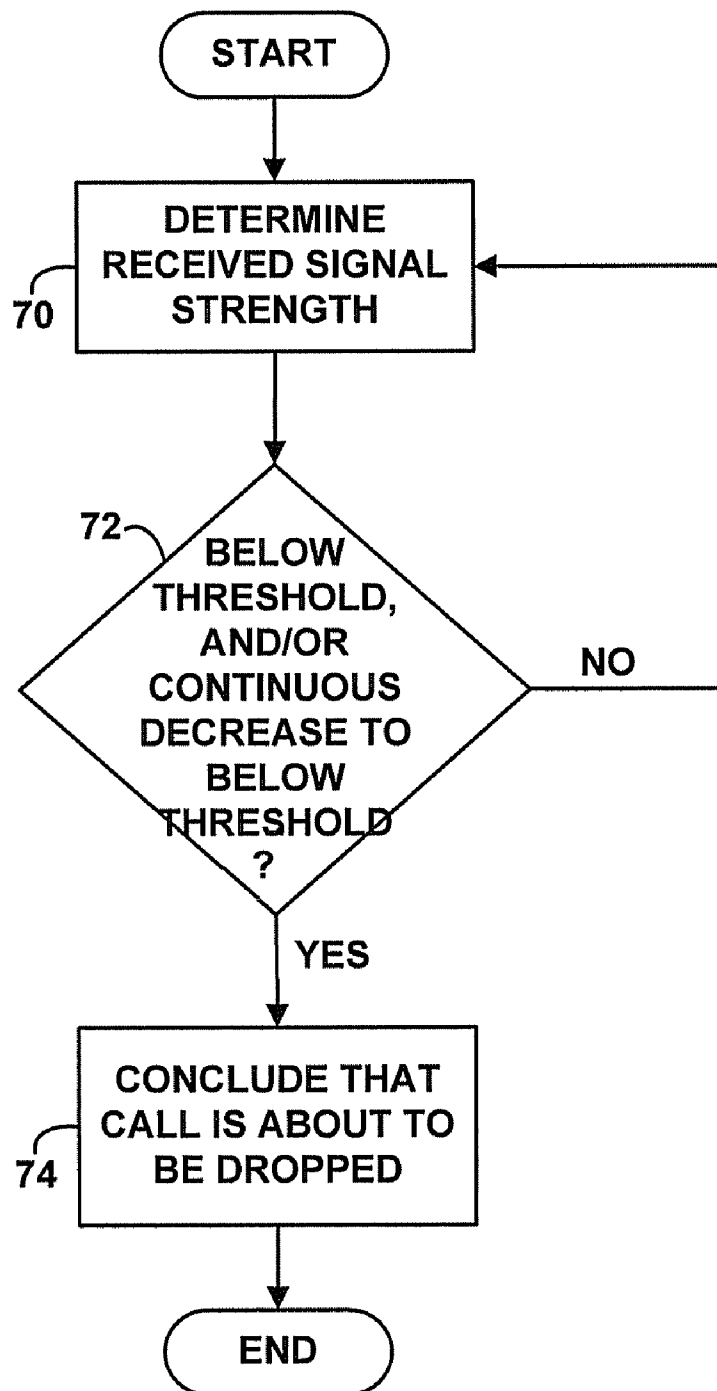 START
DETERMINE
RECEIVED SIGNAL
STRENGTH
70
72
BELOW
THRESHOLD,
AND/OR
CONTINUOUS
DECREASE TO
BELOW
THRESHOLD
?
NO
YES
CONCLUDE THAT
CALL IS ABOUT TO
BE DROPPED
74
END